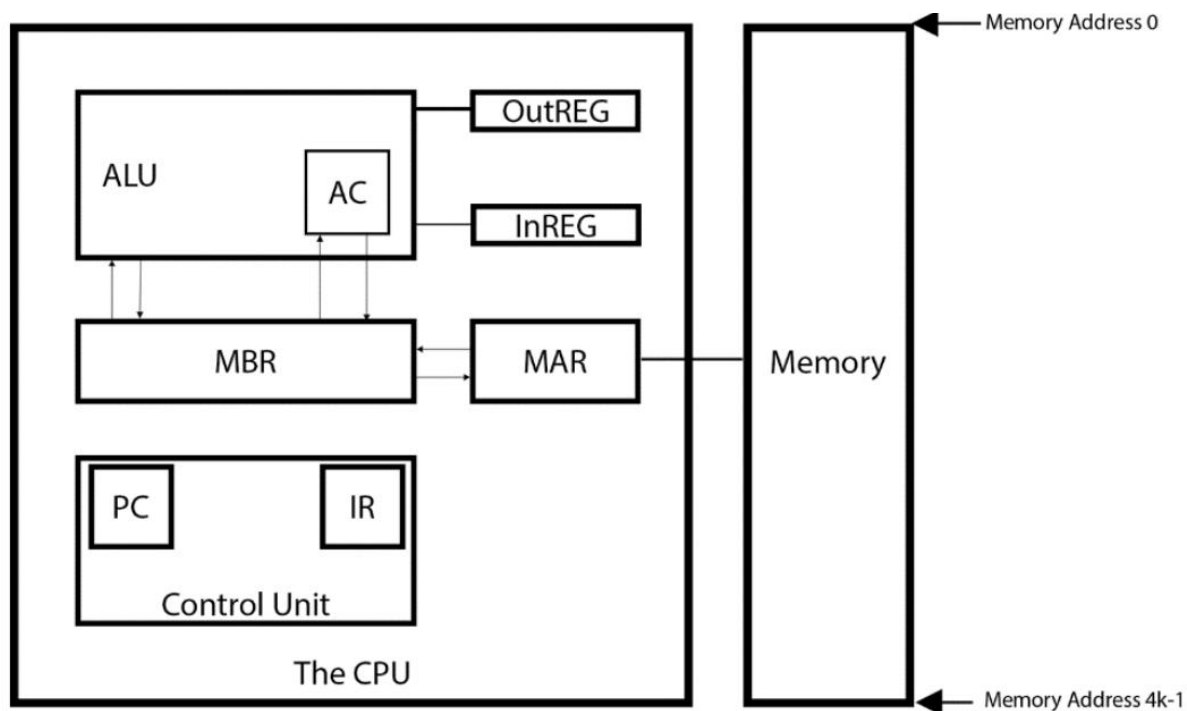 Memory Address 0
OutREG
ALU
AC
InREG
MBR
MAR
Memory
PC
IR
Control Unit
The CPU
Memory Address 4k-1